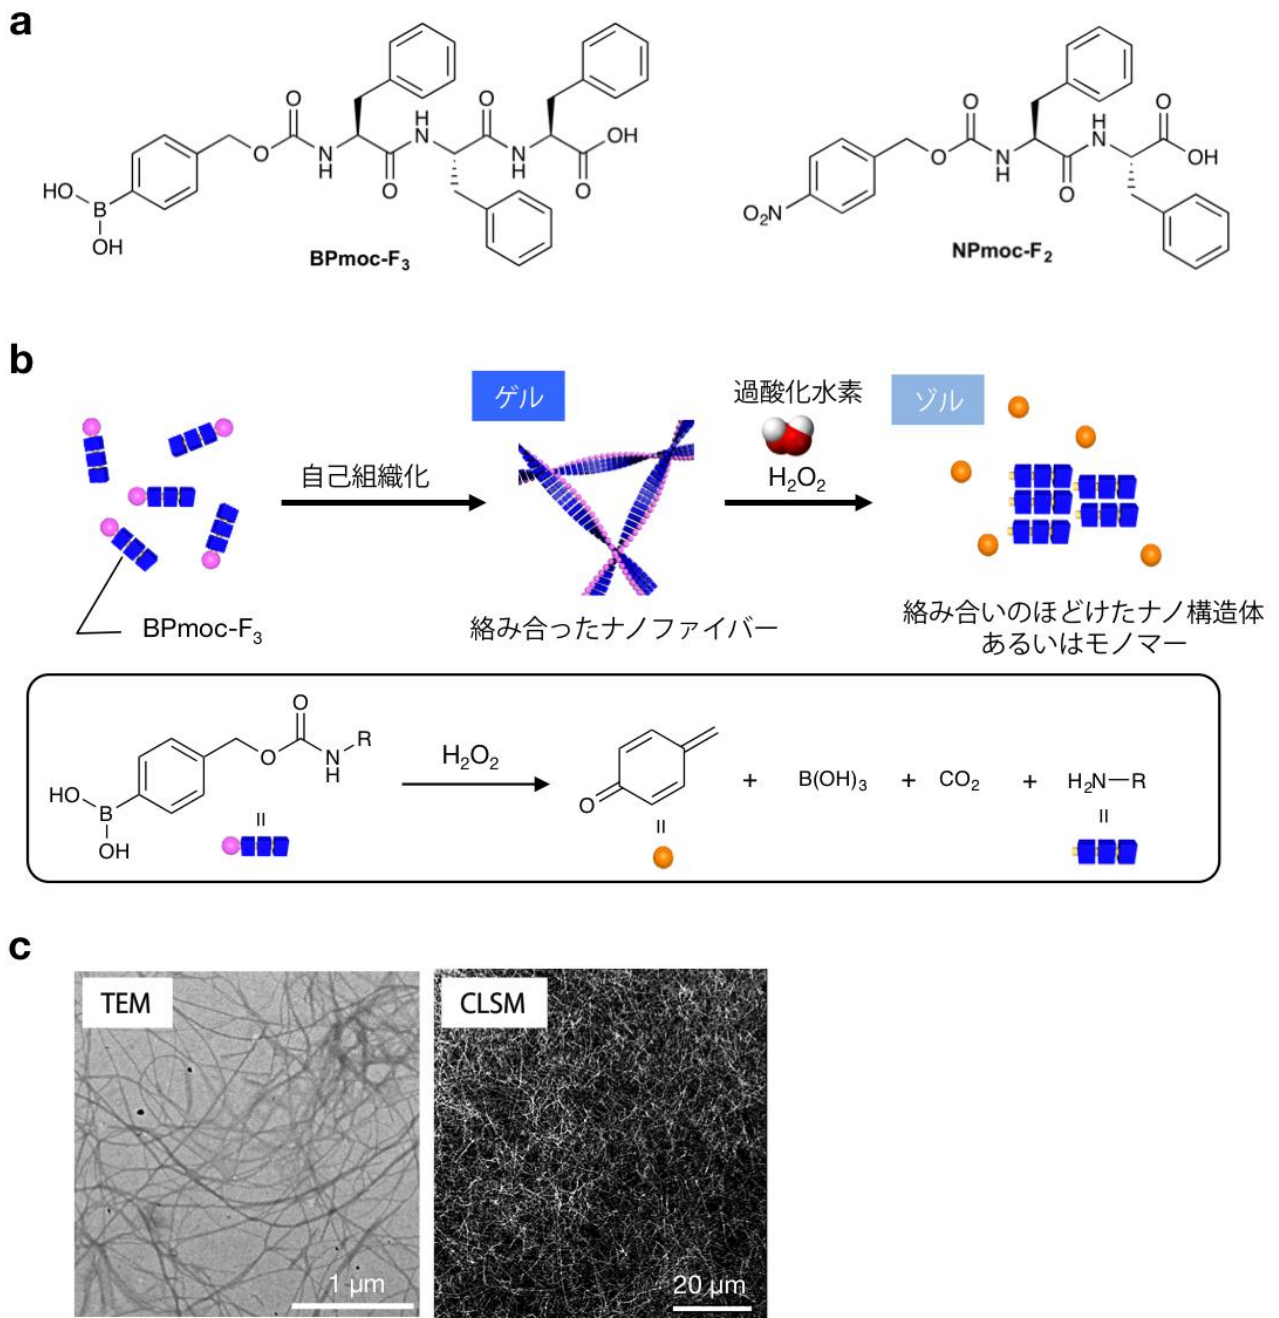 a
O
O
OH
N
H
O
N
H
O
N
H
O
HO
B
OH
BPmoc-F₃
O
O
OH
N
H
O
N
H
O
O₂N
NPmoc-F₂
b
ゲル
過酸化水素
ゾル
自己組織化
H₂O₂
BPmoc-F₃
絡み合ったナノファイバー
絡み合いのほどけたナノ構造体
あるいはモノマー
O
R
O
N
H
HO
B
OH
=
H₂O₂
O
=
+
B(OH)₃
+
CO₂
+
H₂N—R
=
c
TEM
1 μm
CLSM
20 μm